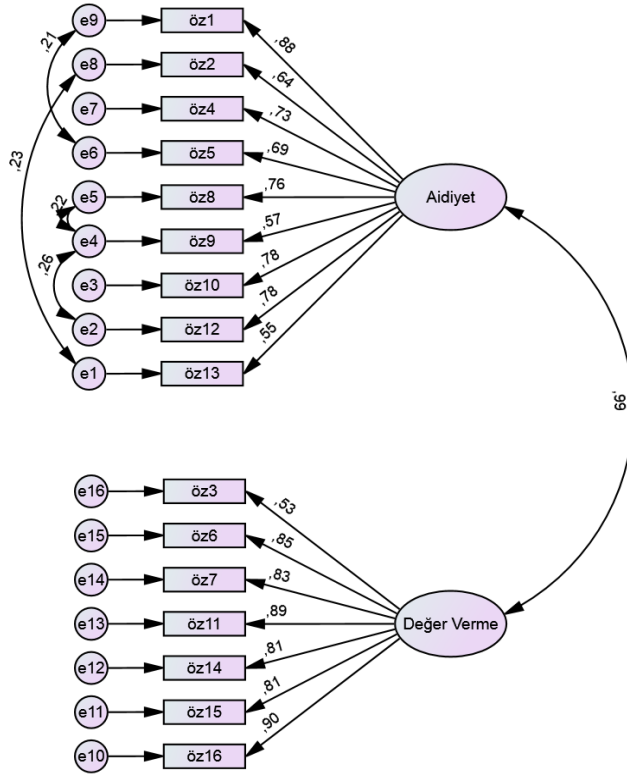 e9 öz1 ,88
,21
e8 öz2 ,64
e7 öz4 ,73
,23
e6 öz5 ,69
e5 öz8 ,76
Aidiyet
,22
e4 öz9 ,57
,26
e3 öz10 ,78
e2 öz12 ,78
e1 öz13 ,55
,99
e16 öz3 ,53
e15 öz6 ,85
e14 öz7 ,83
e13 öz11 ,89
Değer Verme
e12 öz14 ,81
e11 öz15 ,81
e10 öz16 ,90